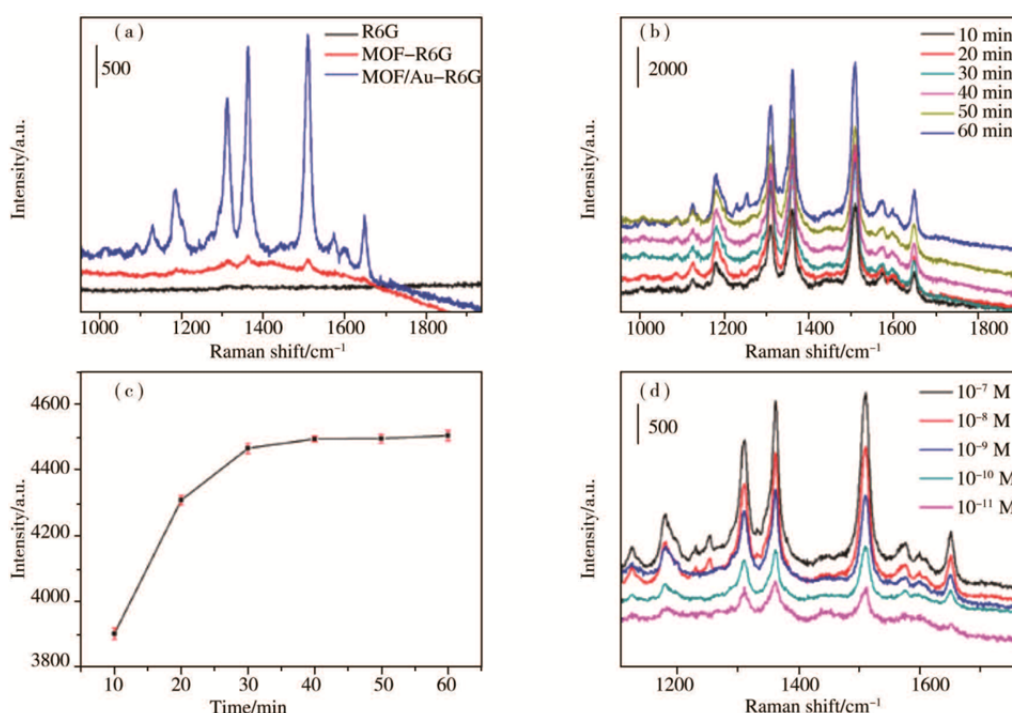 ( a )
R6G
MOF−R6G
MOF/Au−R6G
500
Intensity/a.u.
1000 1200 1400 1600 1800
Raman shift/cm⁻¹
( b )
10 min
20 min
30 min
40 min
50 min
60 min
2000
Intensity/a.u.
1000 1200 1400 1600 1800
Raman shift/cm⁻¹
( c )
4600
4400
4200
4000
3800
Intensity/a.u.
10 20 30 40 50 60
Time/min
( d )
10⁻⁷ M
10⁻⁸ M
10⁻⁹ M
10⁻¹⁰ M
10⁻¹¹ M
500
Intensity/a.u.
1200 1400 1600
Raman shift/cm⁻¹